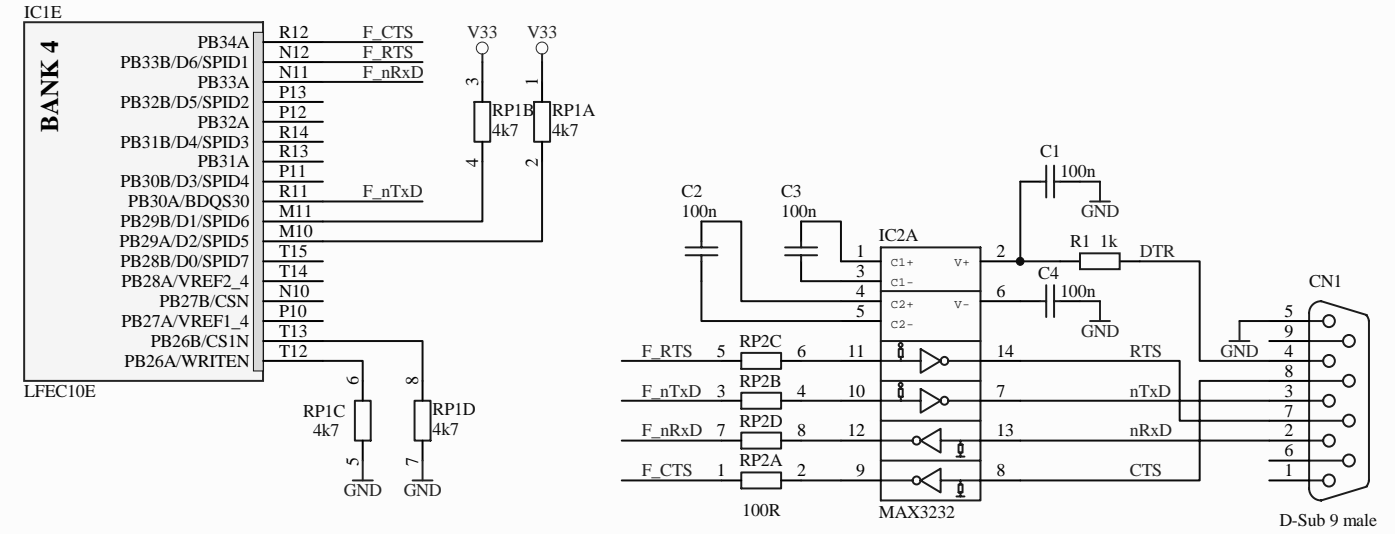 IC1E
BANK 4
PB34A R12 F_CTS
PB33B/D6/SPID1 N12 F_RTS
PB33A N11 F_nRxD
PB32B/D5/SPID2 P13
PB32A P12
PB31B/D4/SPID3 R14
PB31A R13
PB30B/D3/SPID4 P11
PB30A/BDQS30 R11 F_nTxD
PB29B/D1/SPID6 M11
PB29A/D2/SPID5 M10
PB28B/D0/SPID7 T15
PB28A/VREF2_4 T14
PB27B/CSN N10
PB27A/VREF1_4 P10
PB26B/CS1N T13
PB26A/WRITEN T12
LFEC10E
V33 V33
3 1
RP1B RP1A
4k7 4k7
4 2
6 8
RP1C RP1D
4k7 4k7
5 7
GND GND
C1
100n
GND
C2 C3
100n 100n
IC2A
1 C1+ V+ 2
3 C1-
4 C2+ V- 6
5 C2-
R1 1k DTR
C4
100n
GND
F_RTS 5 RP2C 6 11 14 RTS
F_nTxD 3 RP2B 4 10 7 nTxD
F_nRxD 7 RP2D 8 12 13 nRxD
F_CTS 1 RP2A 2 9 8 CTS
100R
MAX3232
CN1
5
9
GND 4
8
3
7
2
6
1
D-Sub 9 male